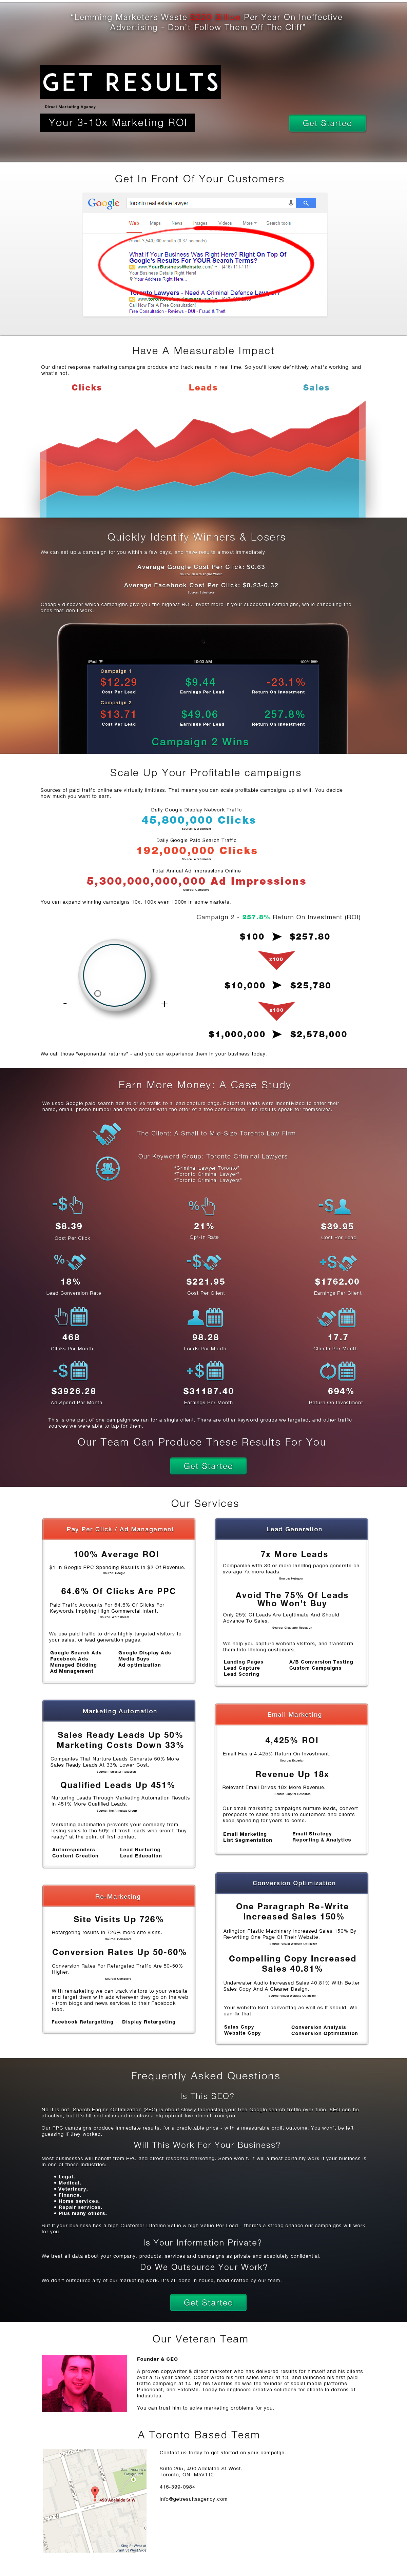 "Lemming Marketers Waste Per Year On Ineffective
Advertising - Don't Follow Them Off The Cliff"
GET RESULTS
Direct Marketing Agency
Your 3-10x Marketing ROI
Get Started
Get In Front Of Your Customers
Google
toronto real estate lawyer
Web Maps News Images Videos More Search tools
About 3,540,000 results (0.37 seconds)
What if Your Business Was Right Here? Right On Top Of
Google's Results For YOUR Search Terms?
www.YourBusinessWebsite.com/
Your Business Details Right Here!
Your Address Right Here...
Toronto Lawyers - Need A Criminal Defence Lawyer
Call Now For A Free Consultation!
Free Consultation - Reviews - DUI - Fraud & Theft
Have A Measurable Impact
Our direct response marketing campaigns produce and track results in real time. So you'll know definitively what's working, and
what's not.
Clicks Leads Sales
Quickly Identify Winners & Losers
We can set up a campaign for you within a few days, and have results almost immediately.
Average Google Cost Per Click: $0.63
Average Facebook Cost Per Click: $0.23-0.32
Source: Salesforce
Cheaply discover which campaigns give you the highest ROI. Invest more in your successful campaigns, while cancelling the
ones that don't work.
iPad 10:03 AM 100%
Campaign 1
$12.29 $9.44 -23.1%
Cost Per Lead Earnings Per Lead Return On Investment
Campaign 2
$13.71 $49.06 257.8%
Cost Per Lead Earnings Per Lead Return On Investment
Campaign 2 Wins
Scale Up Your Profitable campaigns
Sources of paid traffic online are virtually limitless. That means you can scale profitable campaigns up at will. You decide
how much you want to earn.
Daily Google Display Network Traffic
45,800,000 Clicks
Source: Wordstream
Daily Google Paid Search Traffic
192,000,000 Clicks
Source: Wordstream
Total Annual Ad Impressions Online
5,300,000,000,000 Ad Impressions
Source: Comscore
You can expand winning campaigns 10x, 100x even 1000x in some markets.
Campaign 2 - 257.8% Return On Investment (ROI)
$100 $257.80
x100
$10,000 $25,780
x100
- +
$1,000,000 $2,578,000
We call those "exponential returns" - and you can experience them in your business today.
Earn More Money: A Case Study
We used Google paid search ads to drive traffic to a lead capture page. Potential leads were incentivized to enter their
name, email, phone number and other details with the offer of a free consultation. The results speak for themselves.
The Client: A Small to Mid-Size Toronto Law Firm
Our Keyword Group: Toronto Criminal Lawyers
"Criminal Lawyer Toronto"
"Toronto Criminal Lawyer"
"Toronto Criminal Lawyers"
$8.39 21% $39.95
Cost Per Click Opt-In Rate Cost Per Lead
18% $221.95 $1762.00
Lead Conversion Rate Cost Per Client Earnings Per Client
468 98.28 17.7
Clicks Per Month Leads Per Month Clients Per Month
$3926.28 $31187.40 694%
Ad Spend Per Month Earnings Per Month Return On Investment
This is one part of one campaign we ran for a single client. There are other keyword groups we targeted, and other traffic
sources we were able to tap for them.
Our Team Can Produce These Results For You
Get Started
Our Services
Pay Per Click / Ad Management
100% Average ROI
$1 In Google PPC Spending Results In $2 Of Revenue.
Source: Google
64.6% Of Clicks Are PPC
Paid Traffic Accounts For 64.6% Of Clicks For
Keywords Implying High Commercial Intent.
Source: Wordstream
We use paid traffic to drive highly targeted visitors to
your sales, or lead generation pages.
Google Search Ads Google Display Ads
Facebook Ads Media Buys
Managed Bidding Ad optimization
Ad Management
Lead Generation
7x More Leads
Companies with 30 or more landing pages generate on
average 7x more leads.
Source: Hubspot
Avoid The 75% Of Leads
Who Won't Buy
Only 25% Of Leads Are Legitimate And Should
Advance To Sales.
Source: Gleanster Research
We help you capture website visitors, and transform
them into lifelong customers.
Landing Pages A/B Conversion Testing
Lead Capture Custom Campaigns
Lead Scoring
Marketing Automation
Sales Ready Leads Up 50%
Marketing Costs Down 33%
Companies That Nurture Leads Generate 50% More
Sales Ready Leads At 33% Lower Cost.
Source: Forrester Research
Qualified Leads Up 451%
Nurturing Leads Through Marketing Automation Results
In 451% More Qualified Leads.
Source: The Annuitas Group
Marketing automation prevents your company from
losing sales to the 50% of fresh leads who aren't "buy
ready" at the point of first contact.
Autoresponders Lead Nurturing
Content Creation Lead Education
Email Marketing
4,425% ROI
Email Has a 4,425% Return On Investment.
Source: Experian
Revenue Up 18x
Relevant Email Drives 18x More Revenue.
Source: Jupiter Research
Our email marketing campaigns nurture leads, convert
prospects to sales and ensure customers and clients
keep spending for years to come.
Email Marketing Email Strategy
List Segmentation Reporting & Analytics
Re-Marketing
Site Visits Up 726%
Retargeting results in 726% more site visits.
Source: Comscore
Conversion Rates Up 50-60%
Conversion Rates For Retargeted Traffic Are 50-60%
Higher.
Source: Comscore
With remarketing we can track visitors to your website
and target them with ads wherever they go on the web
- from blogs and news services to their Facebook
feed.
Facebook Retargetting Display Retargeting
Conversion Optimization
One Paragraph Re-Write
Increased Sales 150%
Arlington Plastic Machinery Increased Sales 150% By
Re-writing One Page Of Their Website.
Source: Visual Website Optimizer
Compelling Copy Increased
Sales 40.81%
Underwater Audio Increased Sales 40.81% With Better
Sales Copy And A Cleaner Design.
Source: Visual Website Optimizer
Your website isn't converting as well as it should. We
can fix that.
Sales Copy Conversion Analysis
Website Copy Conversion Optimization
Frequently Asked Questions
Is This SEO?
No it is not. Search Engine Optimization (SEO) is about slowly increasing your free Google search traffic over time. SEO can be
effective, but it's hit and miss and requires a big upfront investment from you.
Our PPC campaigns produce immediate results, for a predictable price - with a measurable profit outcome. You won't be left
guessing if they worked.
Will This Work For Your Business?
Most businesses will benefit from PPC and direct response marketing. Some won't. It will almost certainly work if your business is
in one of these industries:
• Legal.
• Medical.
• Veterinary.
• Finance.
• Home services.
• Repair services.
• Plus many others.
But if your business has a high Customer Lifetime Value & high Value Per Lead - there's a strong chance our campaigns will work
for you.
Is Your Information Private?
We treat all data about your company, products, services and campaigns as private and absolutely confidential.
Do We Outsource Your Work?
We don't outsource any of our marketing work. It's all done in house, hand crafted by our team.
Get Started
Our Veteran Team
Founder & CEO
A proven copywriter & direct marketer who has delivered results for himself and his clients
over a 15 year career. Conor wrote his first sales letter at 13, and launched his first paid
traffic campaign at 14. By his twenties he was the founder of social media platforms
Punchcast, and FetchMe. Today he engineers creative solutions for clients in dozens of
industries.
You can trust him to solve marketing problems for you.
A Toronto Based Team
Contact us today to get started on your campaign.
Suite 205, 490 Adelaide St West.
Toronto, ON, M5V1T2
416-399-0984
info@getresultsagency.com
490 Adelaide St W